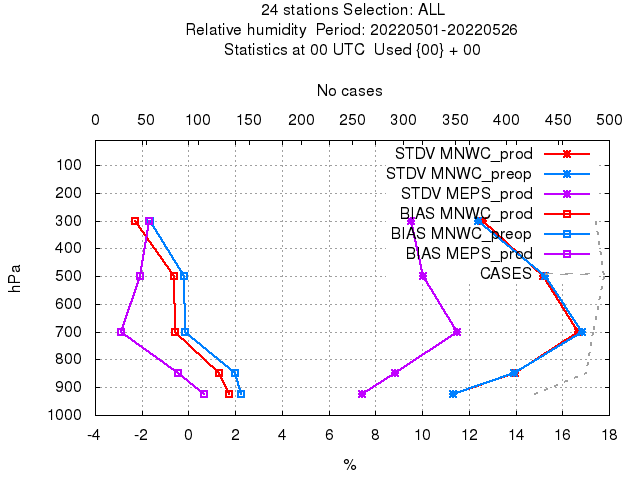 24 stations Selection: ALL
Relative humidity  Period: 20220501-20220526
Statistics at 00 UTC  Used {00} + 00
No cases
0 50 100 150 200 250 300 350 400 450 500
STDV MNWC_prod
STDV MNWC_preop
STDV MEPS_prod
BIAS MNWC_prod
BIAS MNWC_preop
BIAS MEPS_prod
CASES
hPa
100
200
300
400
500
600
700
800
900
1000
-4 -2 0 2 4 6 8 10 12 14 16 18
%